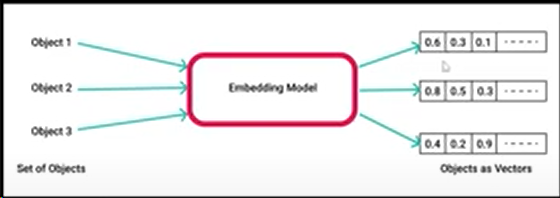 Object 1
Object 2
Object 3
Set of Objects
Embedding Model
0.6 0.3 0.1 -----
0.8 0.5 0.3 -----
0.4 0.2 0.9 -----
Objects as Vectors